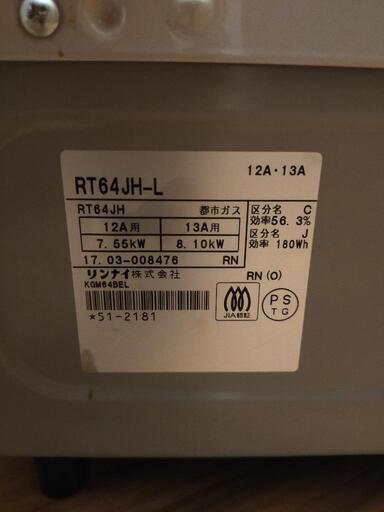 12A・13A
RT64JH-L
RT64JH 都市ガス
12A用 13A用
7.55kW 8.10kW
区分名 C
効率56.3%
区分名 J
効率 180Wh
17.03-008476 RN
リンナイ株式会社
RN (O)
KGM64BEL
*51-2181
JIA認証
PS
TG